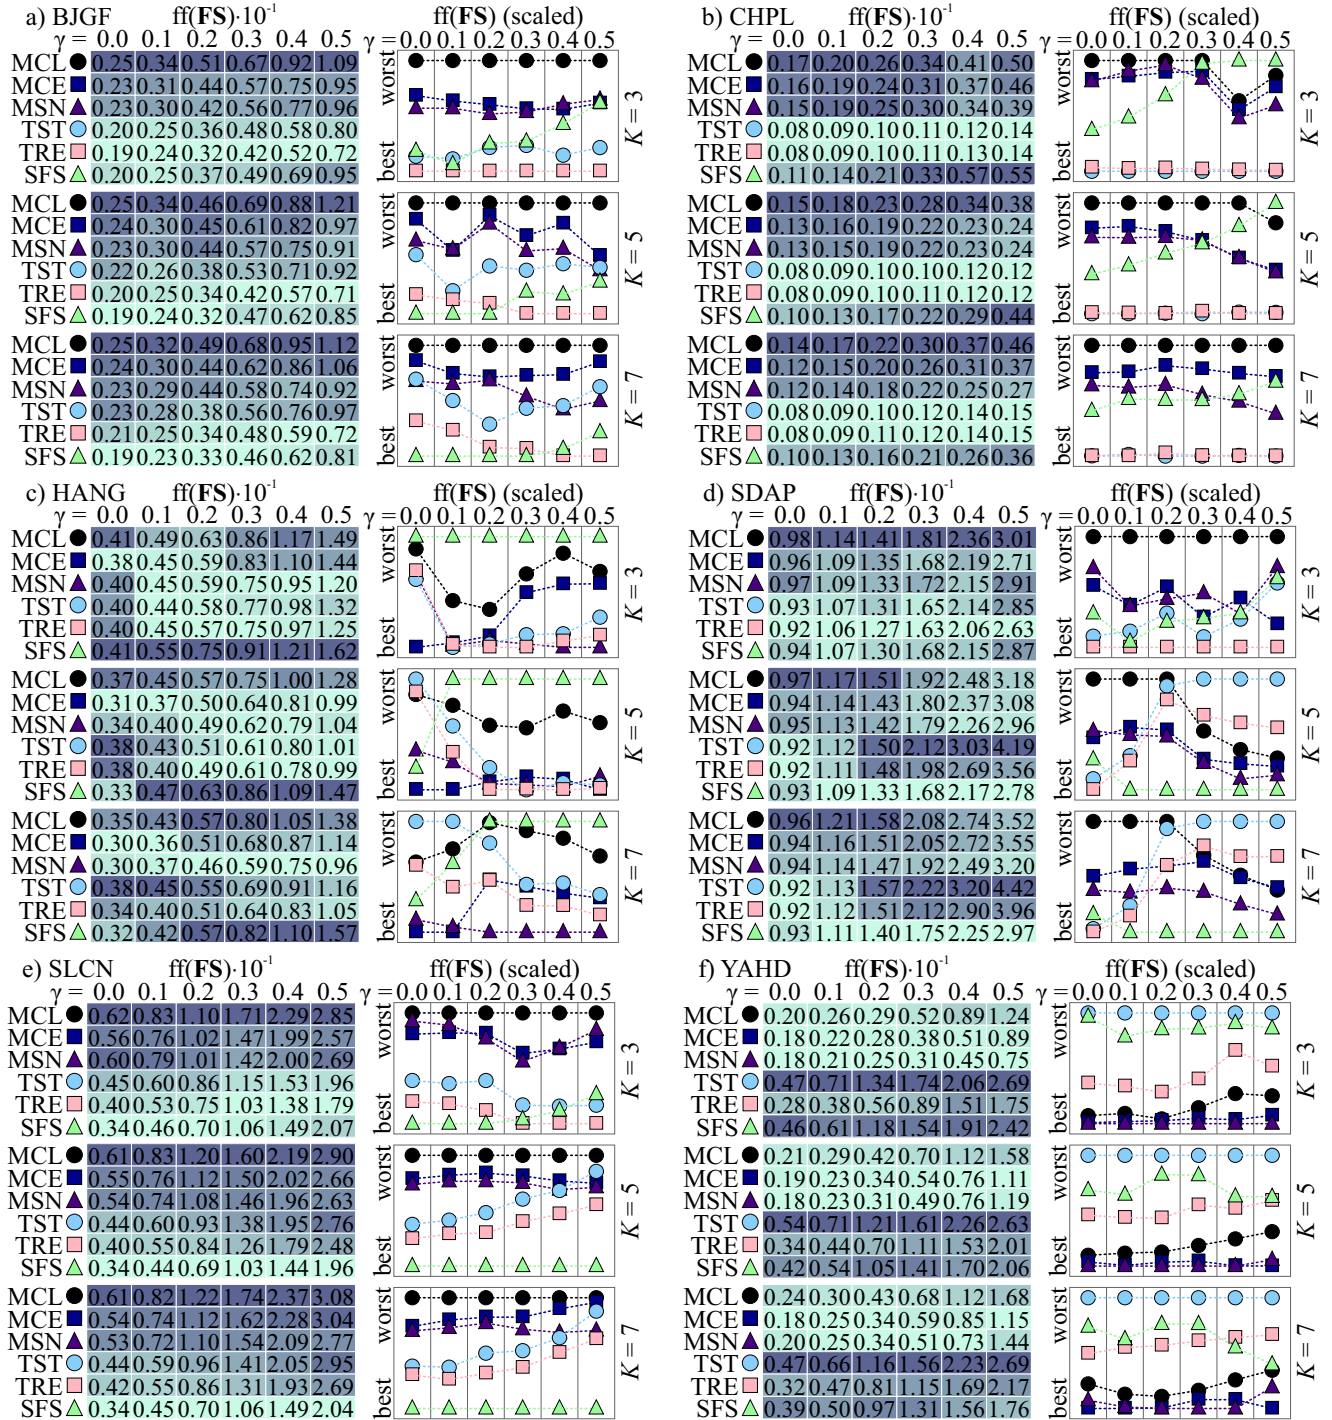 a) BJGF ff(FS)·10⁻¹ ff(FS) (scaled)
γ = 0.0 0.1 0.2 0.3 0.4 0.5 γ = 0.0 0.1 0.2 0.3 0.4 0.5
MCL 0.25 0.34 0.51 0.67 0.92 1.09
MCE 0.23 0.31 0.44 0.57 0.75 0.95
MSN 0.23 0.30 0.42 0.56 0.77 0.96
TST 0.20 0.25 0.36 0.48 0.58 0.80
TRE 0.19 0.24 0.32 0.42 0.52 0.72
SFS 0.20 0.25 0.37 0.49 0.69 0.95
worst
best
K = 3
MCL 0.25 0.34 0.46 0.69 0.88 1.21
MCE 0.24 0.30 0.45 0.61 0.82 0.97
MSN 0.23 0.30 0.44 0.57 0.75 0.91
TST 0.22 0.26 0.38 0.53 0.71 0.92
TRE 0.20 0.25 0.34 0.42 0.57 0.71
SFS 0.19 0.24 0.32 0.47 0.62 0.85
worst
best
K = 5
MCL 0.25 0.32 0.49 0.68 0.95 1.12
MCE 0.24 0.30 0.44 0.62 0.86 1.06
MSN 0.23 0.29 0.44 0.58 0.74 0.92
TST 0.23 0.28 0.38 0.56 0.76 0.97
TRE 0.21 0.25 0.34 0.48 0.59 0.72
SFS 0.19 0.23 0.33 0.46 0.62 0.81
worst
best
K = 7
b) CHPL ff(FS)·10⁻¹ ff(FS) (scaled)
γ = 0.0 0.1 0.2 0.3 0.4 0.5 γ = 0.0 0.1 0.2 0.3 0.4 0.5
MCL 0.17 0.20 0.26 0.34 0.41 0.50
MCE 0.16 0.19 0.24 0.31 0.37 0.46
MSN 0.15 0.19 0.25 0.30 0.34 0.39
TST 0.08 0.09 0.10 0.11 0.12 0.14
TRE 0.08 0.09 0.10 0.11 0.13 0.14
SFS 0.11 0.14 0.21 0.33 0.57 0.55
worst
best
K = 3
MCL 0.15 0.18 0.23 0.28 0.34 0.38
MCE 0.13 0.16 0.19 0.22 0.23 0.24
MSN 0.13 0.15 0.19 0.22 0.23 0.24
TST 0.08 0.09 0.10 0.10 0.12 0.12
TRE 0.08 0.09 0.10 0.11 0.12 0.12
SFS 0.10 0.13 0.17 0.22 0.29 0.44
worst
best
K = 5
MCL 0.14 0.17 0.22 0.30 0.37 0.46
MCE 0.12 0.15 0.20 0.26 0.31 0.37
MSN 0.12 0.14 0.18 0.22 0.25 0.27
TST 0.08 0.09 0.10 0.12 0.14 0.15
TRE 0.08 0.09 0.11 0.12 0.14 0.15
SFS 0.10 0.13 0.16 0.21 0.26 0.36
worst
best
K = 7
c) HANG ff(FS)·10⁻¹ ff(FS) (scaled)
γ = 0.0 0.1 0.2 0.3 0.4 0.5 γ = 0.0 0.1 0.2 0.3 0.4 0.5
MCL 0.41 0.49 0.63 0.86 1.17 1.49
MCE 0.38 0.45 0.59 0.83 1.10 1.44
MSN 0.40 0.45 0.59 0.75 0.95 1.20
TST 0.40 0.44 0.58 0.77 0.98 1.32
TRE 0.40 0.45 0.57 0.75 0.97 1.25
SFS 0.41 0.55 0.75 0.91 1.21 1.62
worst
best
K = 3
MCL 0.37 0.45 0.57 0.75 1.00 1.28
MCE 0.31 0.37 0.50 0.64 0.81 0.99
MSN 0.34 0.40 0.49 0.62 0.79 1.04
TST 0.38 0.43 0.51 0.61 0.80 1.01
TRE 0.38 0.40 0.49 0.61 0.78 0.99
SFS 0.33 0.47 0.63 0.86 1.09 1.47
worst
best
K = 5
MCL 0.35 0.43 0.57 0.80 1.05 1.38
MCE 0.30 0.36 0.51 0.68 0.87 1.14
MSN 0.30 0.37 0.46 0.59 0.75 0.96
TST 0.38 0.45 0.55 0.69 0.91 1.16
TRE 0.34 0.40 0.51 0.64 0.83 1.05
SFS 0.32 0.42 0.57 0.82 1.10 1.57
worst
best
K = 7
d) SDAP ff(FS)·10⁻¹ ff(FS) (scaled)
γ = 0.0 0.1 0.2 0.3 0.4 0.5 γ = 0.0 0.1 0.2 0.3 0.4 0.5
MCL 0.98 1.14 1.41 1.81 2.36 3.01
MCE 0.96 1.09 1.35 1.68 2.19 2.71
MSN 0.97 1.09 1.33 1.72 2.15 2.91
TST 0.93 1.07 1.31 1.65 2.14 2.85
TRE 0.92 1.06 1.27 1.63 2.06 2.63
SFS 0.94 1.07 1.30 1.68 2.15 2.87
worst
best
K = 3
MCL 0.97 1.17 1.51 1.92 2.48 3.18
MCE 0.94 1.14 1.43 1.80 2.37 3.08
MSN 0.95 1.13 1.42 1.79 2.26 2.96
TST 0.92 1.12 1.50 2.12 3.03 4.19
TRE 0.92 1.11 1.48 1.98 2.69 3.56
SFS 0.93 1.09 1.33 1.68 2.17 2.78
worst
best
K = 5
MCL 0.96 1.21 1.58 2.08 2.74 3.52
MCE 0.94 1.16 1.51 2.05 2.72 3.55
MSN 0.94 1.14 1.47 1.92 2.49 3.20
TST 0.92 1.13 1.57 2.22 3.20 4.42
TRE 0.92 1.12 1.51 2.12 2.90 3.96
SFS 0.93 1.11 1.40 1.75 2.25 2.97
worst
best
K = 7
e) SLCN ff(FS)·10⁻¹ ff(FS) (scaled)
γ = 0.0 0.1 0.2 0.3 0.4 0.5 γ = 0.0 0.1 0.2 0.3 0.4 0.5
MCL 0.62 0.83 1.10 1.71 2.29 2.85
MCE 0.56 0.76 1.02 1.47 1.99 2.57
MSN 0.60 0.79 1.01 1.42 2.00 2.69
TST 0.45 0.60 0.86 1.15 1.53 1.96
TRE 0.40 0.53 0.75 1.03 1.38 1.79
SFS 0.34 0.46 0.70 1.06 1.49 2.07
worst
best
K = 3
MCL 0.61 0.83 1.20 1.60 2.19 2.90
MCE 0.55 0.76 1.12 1.50 2.02 2.66
MSN 0.54 0.74 1.08 1.46 1.96 2.63
TST 0.44 0.60 0.93 1.38 1.95 2.76
TRE 0.40 0.55 0.84 1.26 1.79 2.48
SFS 0.34 0.44 0.69 1.03 1.44 1.96
worst
best
K = 5
MCL 0.61 0.82 1.22 1.74 2.37 3.08
MCE 0.54 0.74 1.12 1.62 2.28 3.04
MSN 0.53 0.72 1.10 1.54 2.09 2.77
TST 0.44 0.59 0.96 1.41 2.05 2.95
TRE 0.42 0.55 0.86 1.31 1.93 2.69
SFS 0.34 0.45 0.70 1.06 1.49 2.04
worst
best
K = 7
f) YAHD ff(FS)·10⁻¹ ff(FS) (scaled)
γ = 0.0 0.1 0.2 0.3 0.4 0.5 γ = 0.0 0.1 0.2 0.3 0.4 0.5
MCL 0.20 0.26 0.29 0.52 0.89 1.24
MCE 0.18 0.22 0.28 0.38 0.51 0.89
MSN 0.18 0.21 0.25 0.31 0.45 0.75
TST 0.47 0.71 1.34 1.74 2.06 2.69
TRE 0.28 0.38 0.56 0.89 1.51 1.75
SFS 0.46 0.61 1.18 1.54 1.91 2.42
worst
best
K = 3
MCL 0.21 0.29 0.42 0.70 1.12 1.58
MCE 0.19 0.23 0.34 0.54 0.76 1.11
MSN 0.18 0.23 0.31 0.49 0.76 1.19
TST 0.54 0.71 1.21 1.61 2.26 2.63
TRE 0.34 0.44 0.70 1.11 1.53 2.01
SFS 0.42 0.54 1.05 1.41 1.70 2.06
worst
best
K = 5
MCL 0.24 0.30 0.43 0.68 1.12 1.68
MCE 0.18 0.25 0.34 0.59 0.85 1.15
MSN 0.20 0.25 0.34 0.51 0.73 1.44
TST 0.47 0.66 1.16 1.56 2.23 2.69
TRE 0.32 0.47 0.81 1.15 1.69 2.17
SFS 0.39 0.50 0.97 1.31 1.56 1.76
worst
best
K = 7